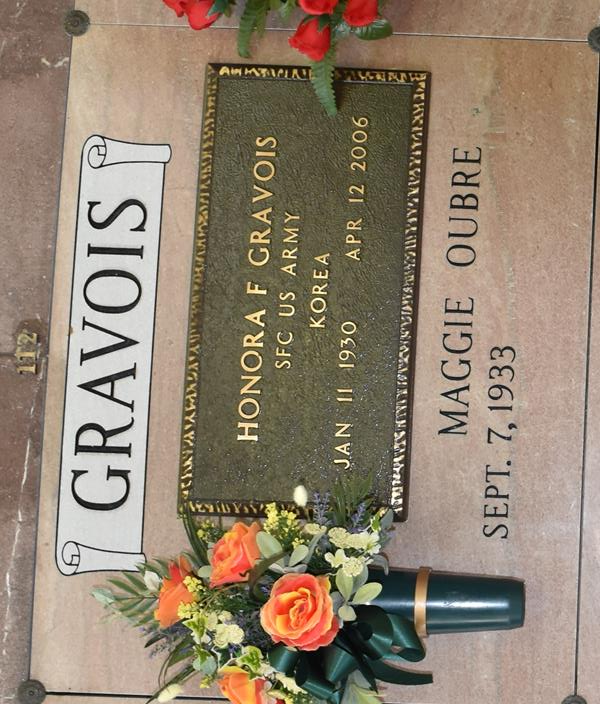 GRAVOIS
HONORA F GRAVOIS
SFC US ARMY
KOREA
JAN 11 1930 APR 12 2006
MAGGIE OUBRE
SEPT. 7, 1933
112